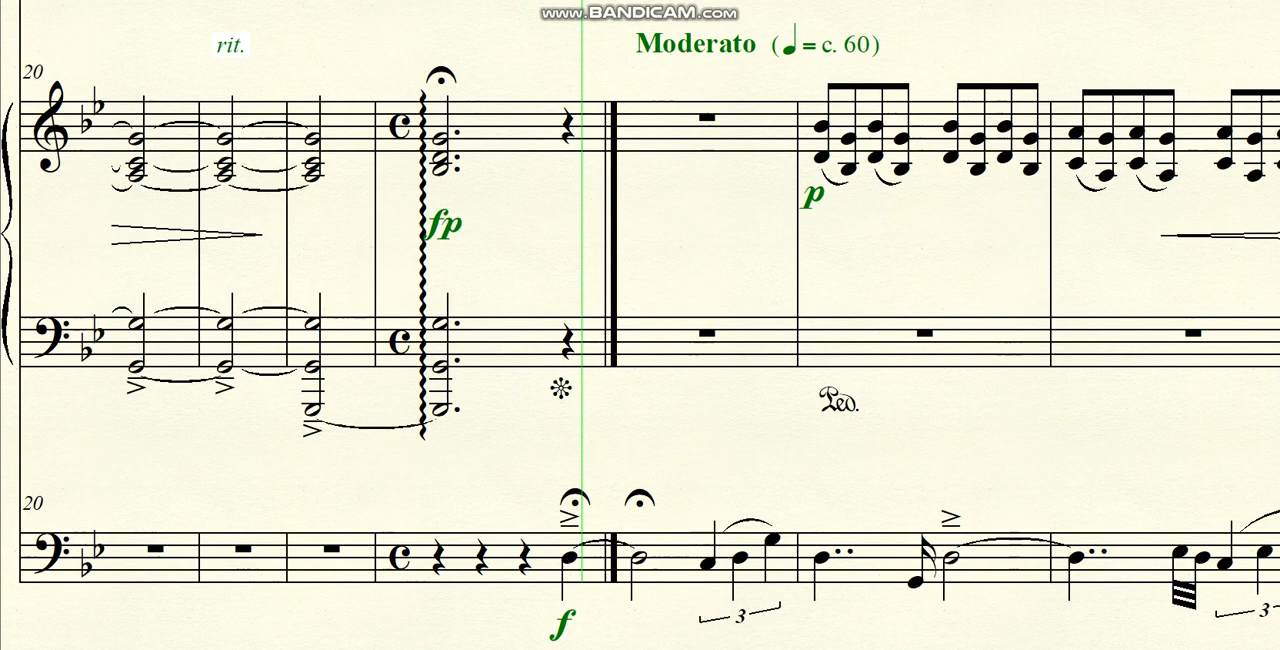 www.BANDICAM.com
rit.
Moderato (♩ = c. 60)
20
fp
p
Ped.
20
f
3
3